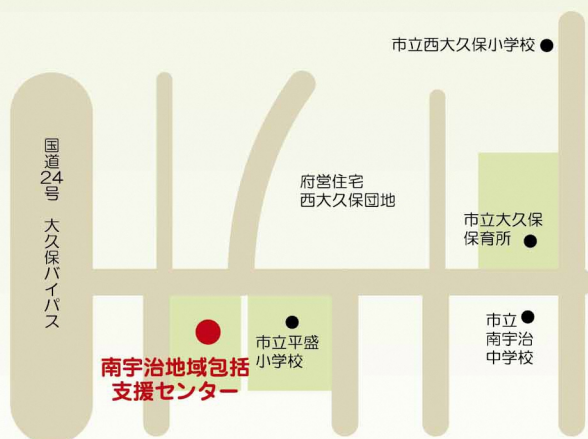 市立西大久保小学校
国道24号 大久保バイパス
府営住宅
西大久保団地
市立大久保
保育所
市立平盛
小学校
市立
南宇治
中学校
南宇治地域包括
支援センター